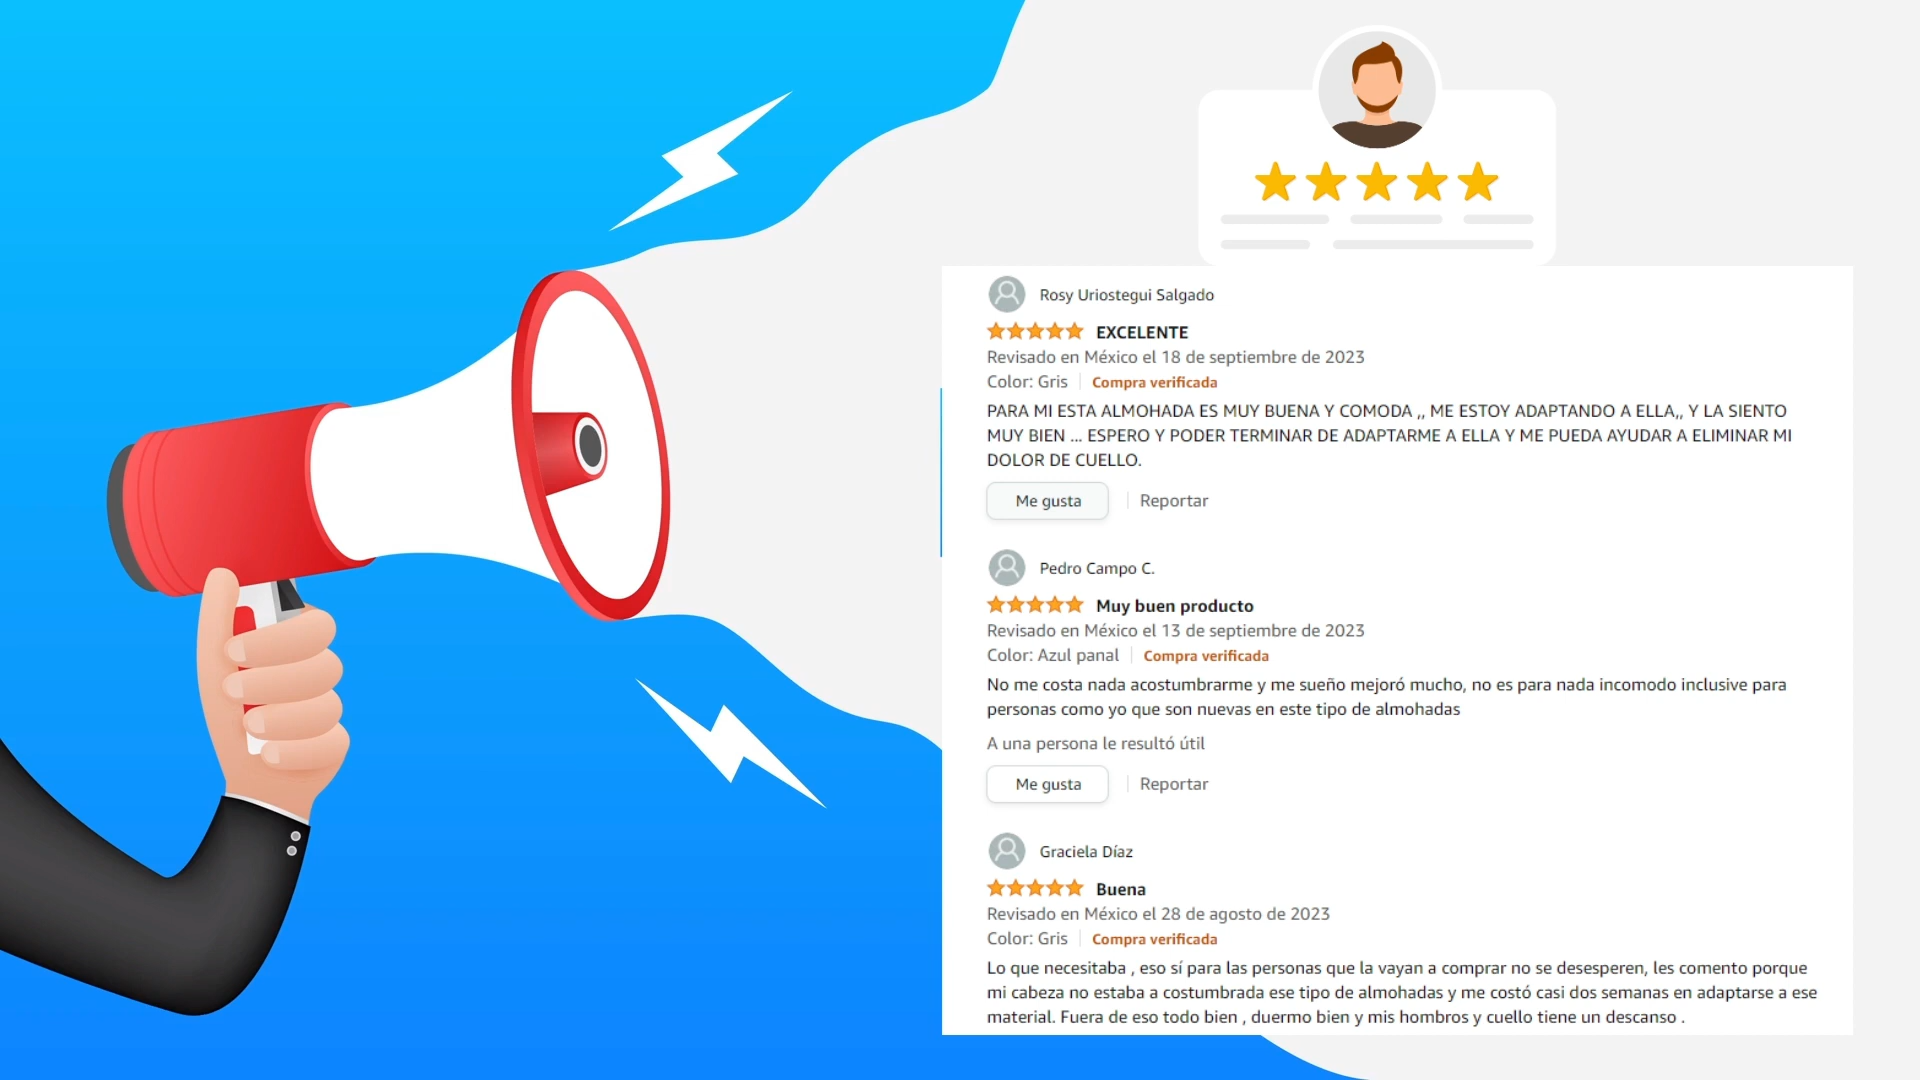 Rosy Uriostegui Salgado
EXCELENTE
Revisado en México el 18 de septiembre de 2023
Color: Gris | Compra verificada
PARA MI ESTA ALMOHADA ES MUY BUENA Y COMODA ,, ME ESTOY ADAPTANDO A ELLA,, Y LA SIENTO
MUY BIEN ... ESPERO Y PODER TERMINAR DE ADAPTARME A ELLA Y ME PUEDA AYUDAR A ELIMINAR MI
DOLOR DE CUELLO.
Me gusta | Reportar
Pedro Campo C.
Muy buen producto
Revisado en México el 13 de septiembre de 2023
Color: Azul panal | Compra verificada
No me costa nada acostumbrarme y me sueño mejoró mucho, no es para nada incomodo inclusive para
personas como yo que son nuevas en este tipo de almohadas
A una persona le resultó útil
Me gusta | Reportar
Graciela Díaz
Buena
Revisado en México el 28 de agosto de 2023
Color: Gris | Compra verificada
Lo que necesitaba , eso sí para las personas que la vayan a comprar no se desesperen, les comento porque
mi cabeza no estaba a costumbrada ese tipo de almohadas y me costó casi dos semanas en adaptarse a ese
material. Fuera de eso todo bien , duermo bien y mis hombros y cuello tiene un descanso .